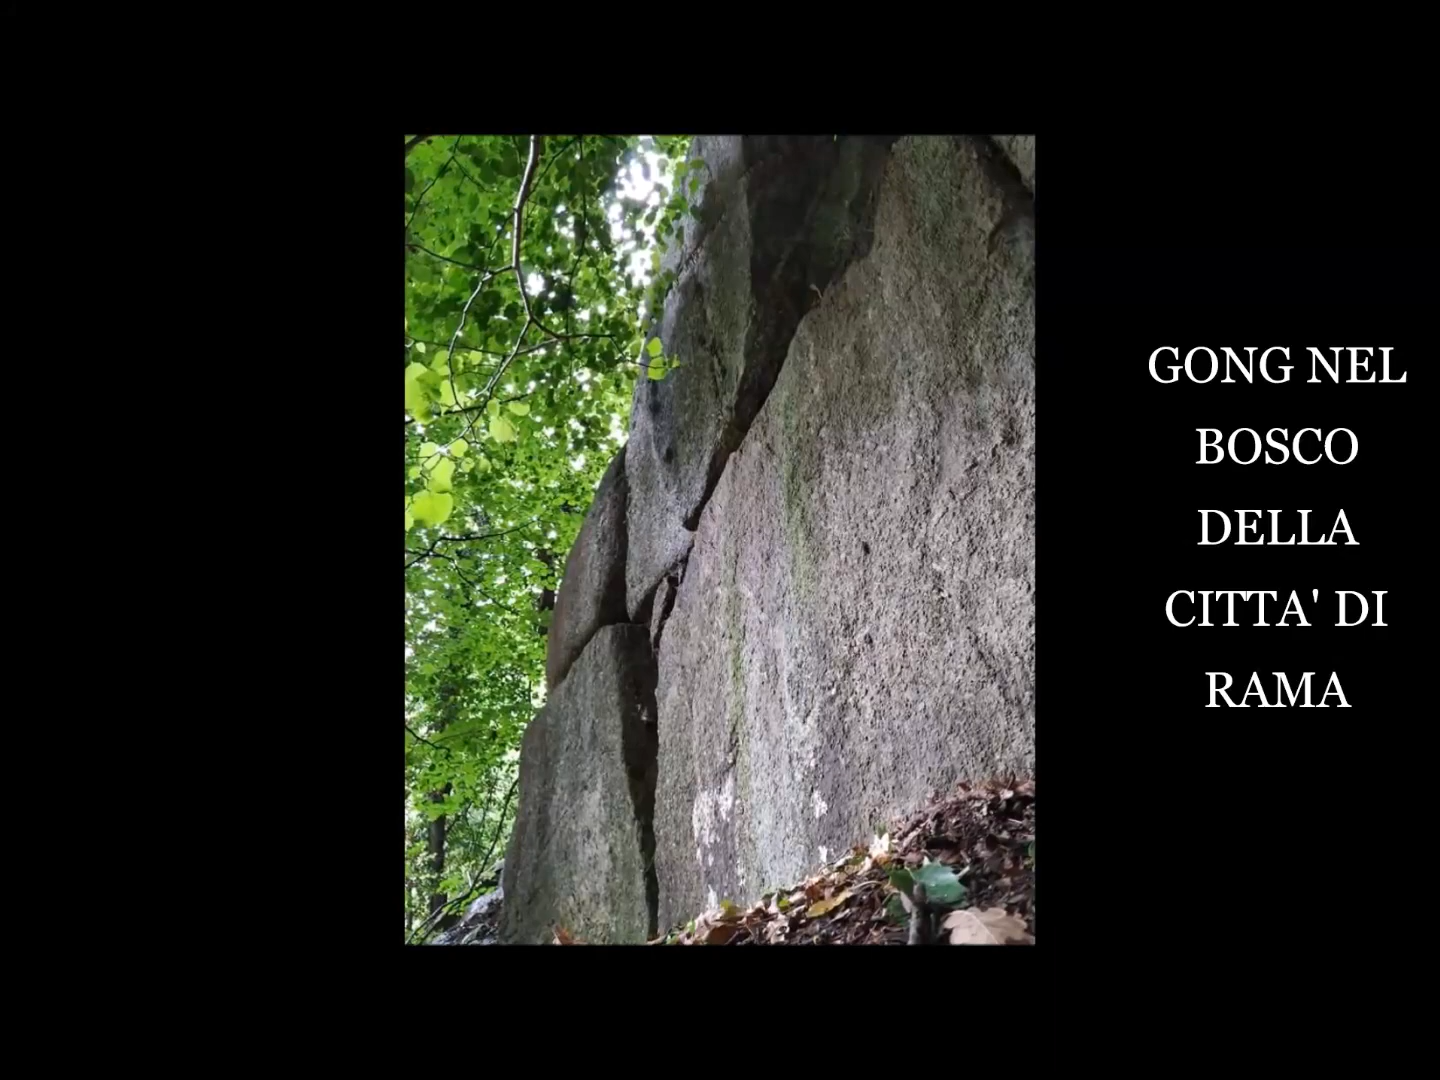 GONG NEL
BOSCO
DELLA
CITTA' DI
RAMA